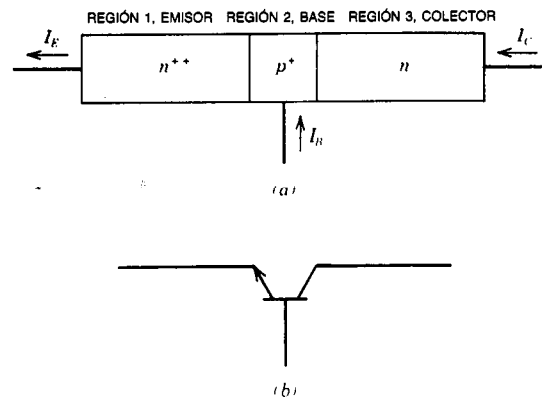 REGIÓN 1, EMISOR REGIÓN 2, BASE REGIÓN 3, COLECTOR
I_E I_C
n++ p+ n
I_B
(a)
(b)